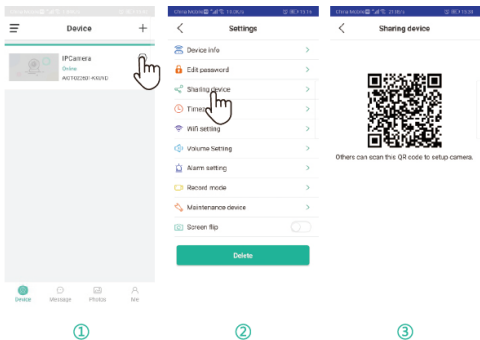 Device
IPCamera
Online
Device
Message
Photos
Me
①
Settings
Device info
Edit password
Sharing device
Wifi setting
Volume Setting
Alarm setting
Record mode
Maintenance device
Screen flip
Delete
②
Sharing device
Others can scan this QR code to setup camera.
③